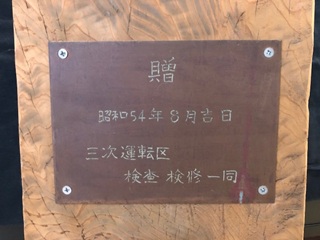 贈
昭和54年8月吉日
三次運転区
検査 検修一同